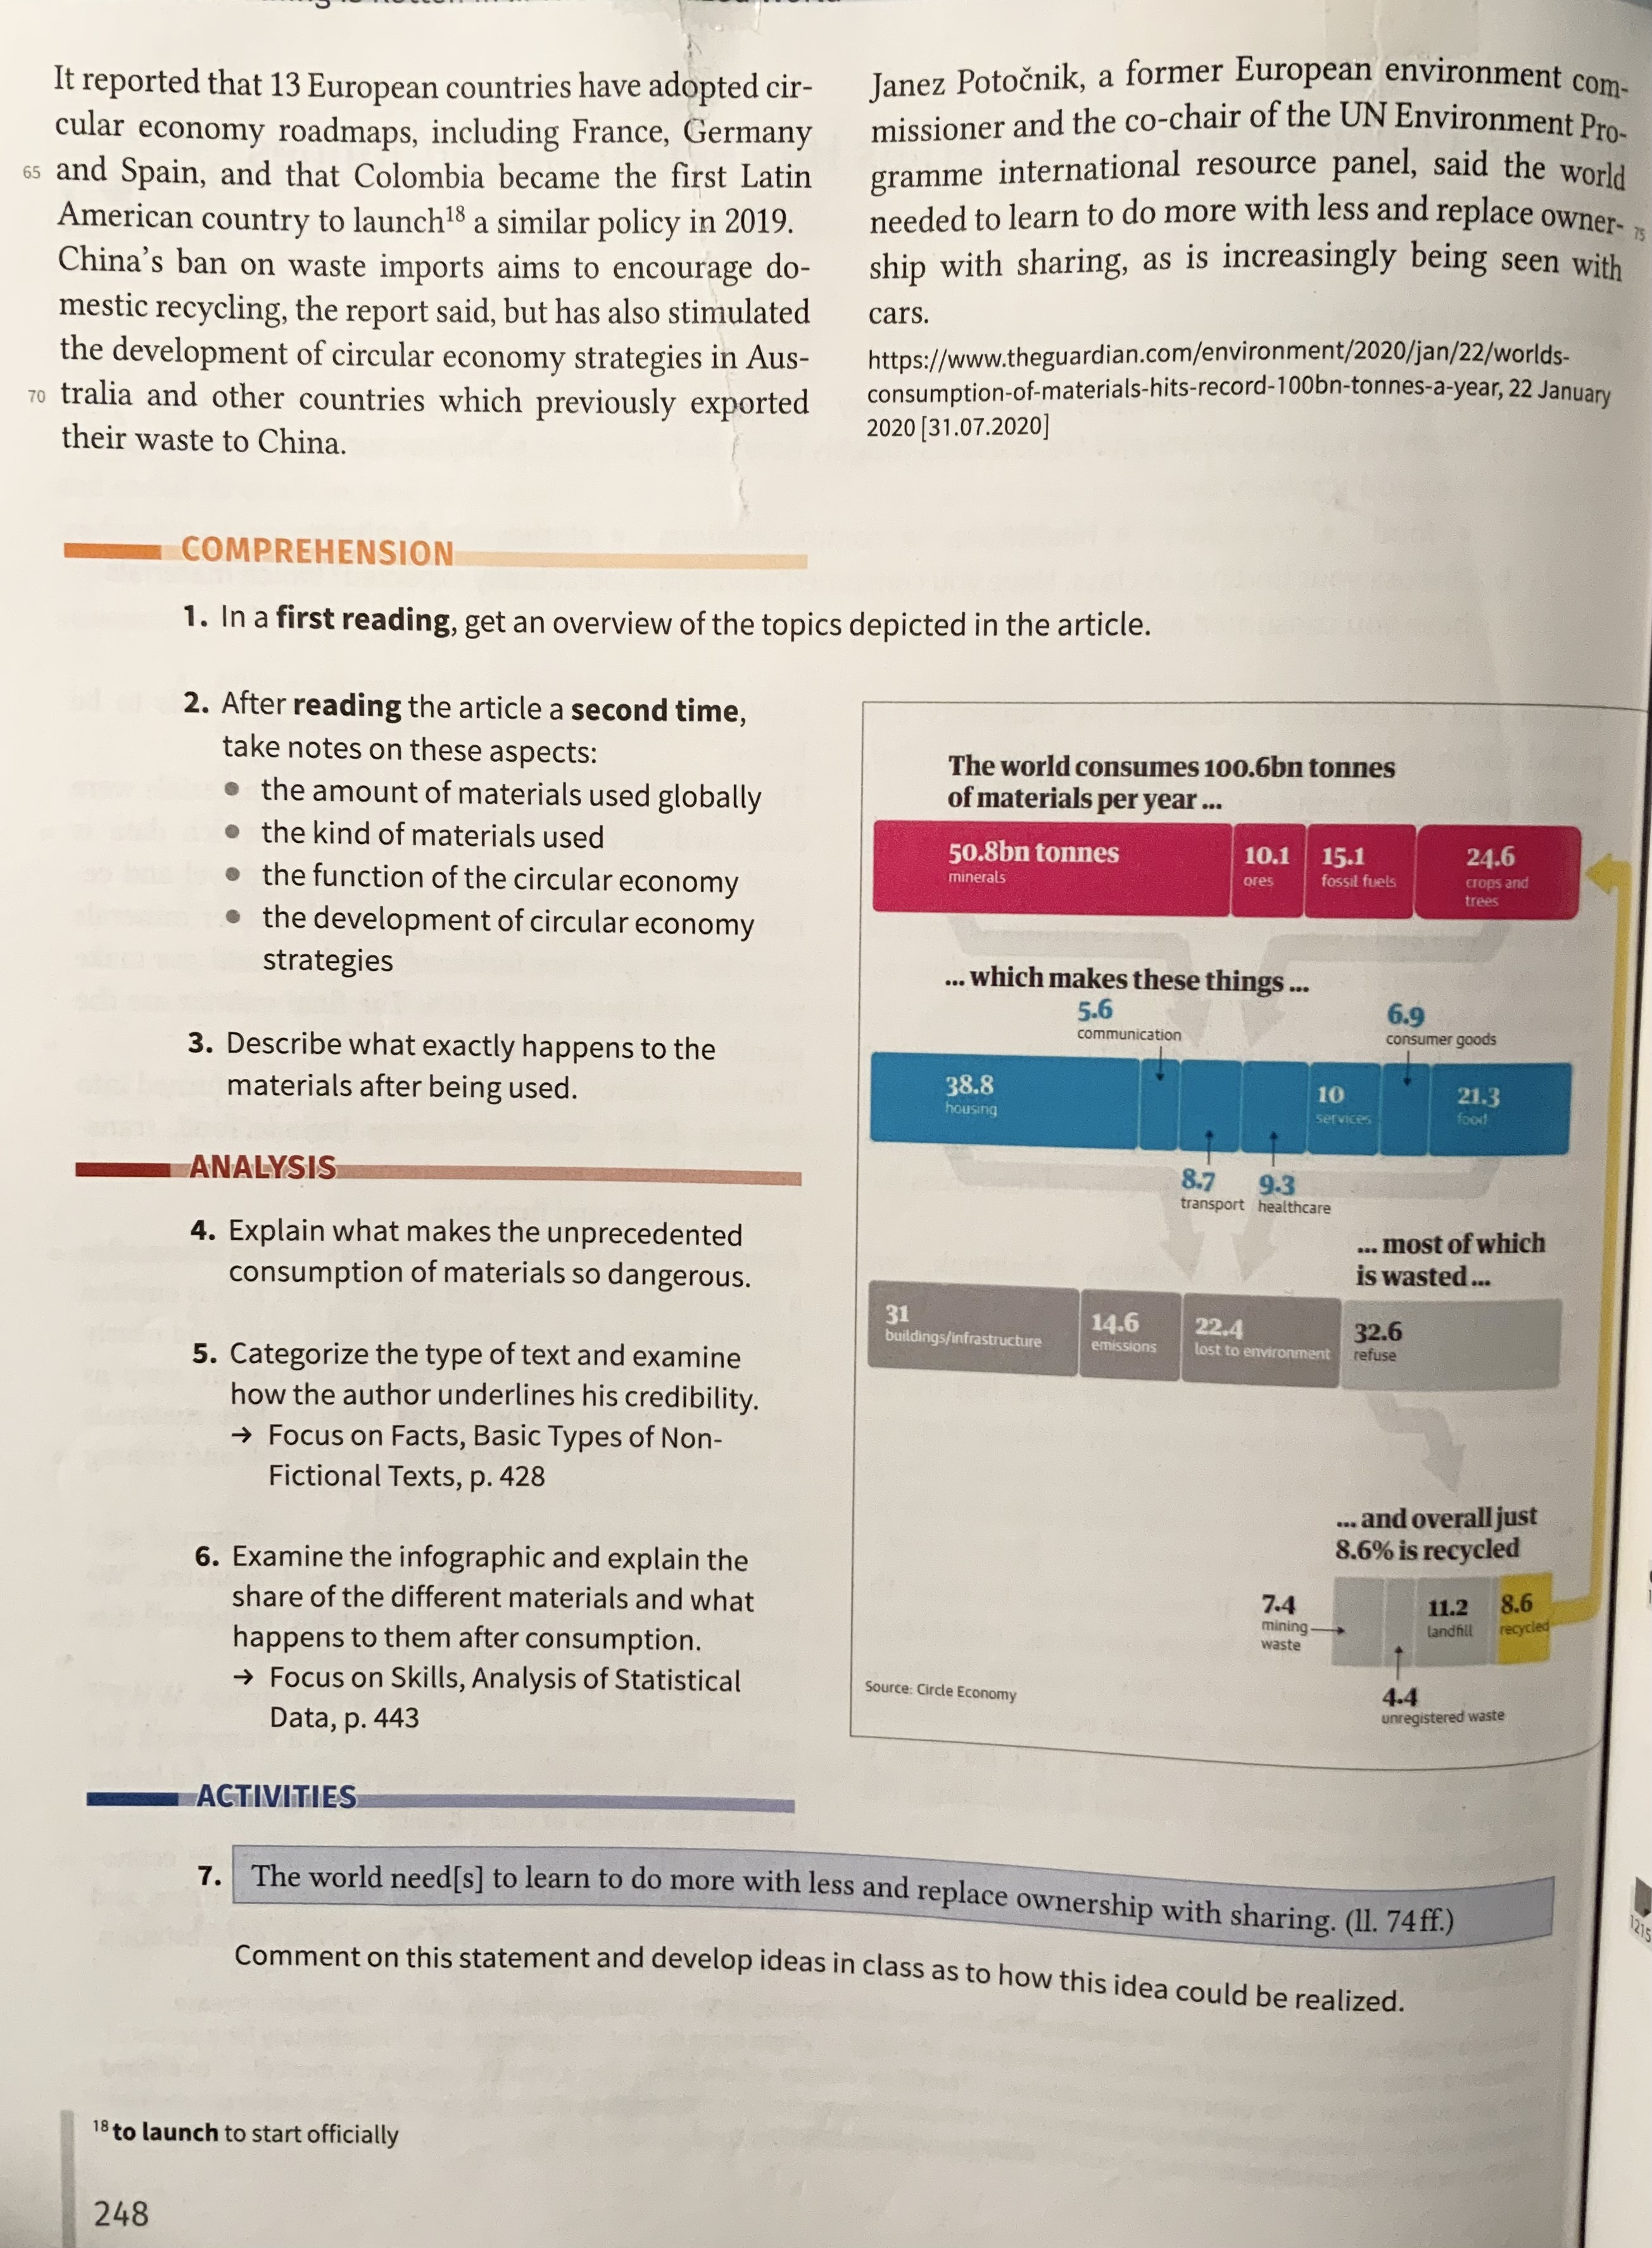 It reported that 13 European countries have adopted cir-
cular economy roadmaps, including France, Germany
65 and Spain, and that Colombia became the first Latin
American country to launch18 a similar policy in 2019.
China's ban on waste imports aims to encourage do-
mestic recycling, the report said, but has also stimulated
the development of circular economy strategies in Aus-
70 tralia and other countries which previously exported
their waste to China.
Janez Potočnik, a former European environment com-
missioner and the co-chair of the UN Environment Pro-
gramme international resource panel, said the world
needed to learn to do more with less and replace owner- 75
ship with sharing, as is increasingly being seen with
cars.
https://www.theguardian.com/environment/2020/jan/22/worlds-
consumption-of-materials-hits-record-100bn-tonnes-a-year, 22 January
2020 [31.07.2020]
COMPREHENSION
1. In a first reading, get an overview of the topics depicted in the article.
2. After reading the article a second time,
take notes on these aspects:
• the amount of materials used globally
• the kind of materials used
• the function of the circular economy
• the development of circular economy
strategies
3. Describe what exactly happens to the
materials after being used.
ANALYSIS
4. Explain what makes the unprecedented
consumption of materials so dangerous.
5. Categorize the type of text and examine
how the author underlines his credibility.
→ Focus on Facts, Basic Types of Non-
Fictional Texts, p. 428
6. Examine the infographic and explain the
share of the different materials and what
happens to them after consumption.
→ Focus on Skills, Analysis of Statistical
Data, p. 443
The world consumes 100.6bn tonnes
of materials per year ...
50.8bn tonnes
minerals
10.1
ores
15.1
fossil fuels
24.6
crops and
trees
... which makes these things ...
5.6
communication
6.9
consumer goods
38.8
housing
10
services
21.3
food
8.7
transport
9.3
healthcare
... most of which
is wasted ...
31
buildings/infrastructure
14.6
emissions
22.4
lost to environment
32.6
refuse
... and overall just
8.6% is recycled
7.4
mining
waste
11.2
landfill
8.6
recycled
4.4
unregistered waste
Source: Circle Economy
ACTIVITIES
7. The world need[s] to learn to do more with less and replace ownership with sharing. (ll. 74 ff.)
Comment on this statement and develop ideas in class as to how this idea could be realized.
18 to launch to start officially
248
1215